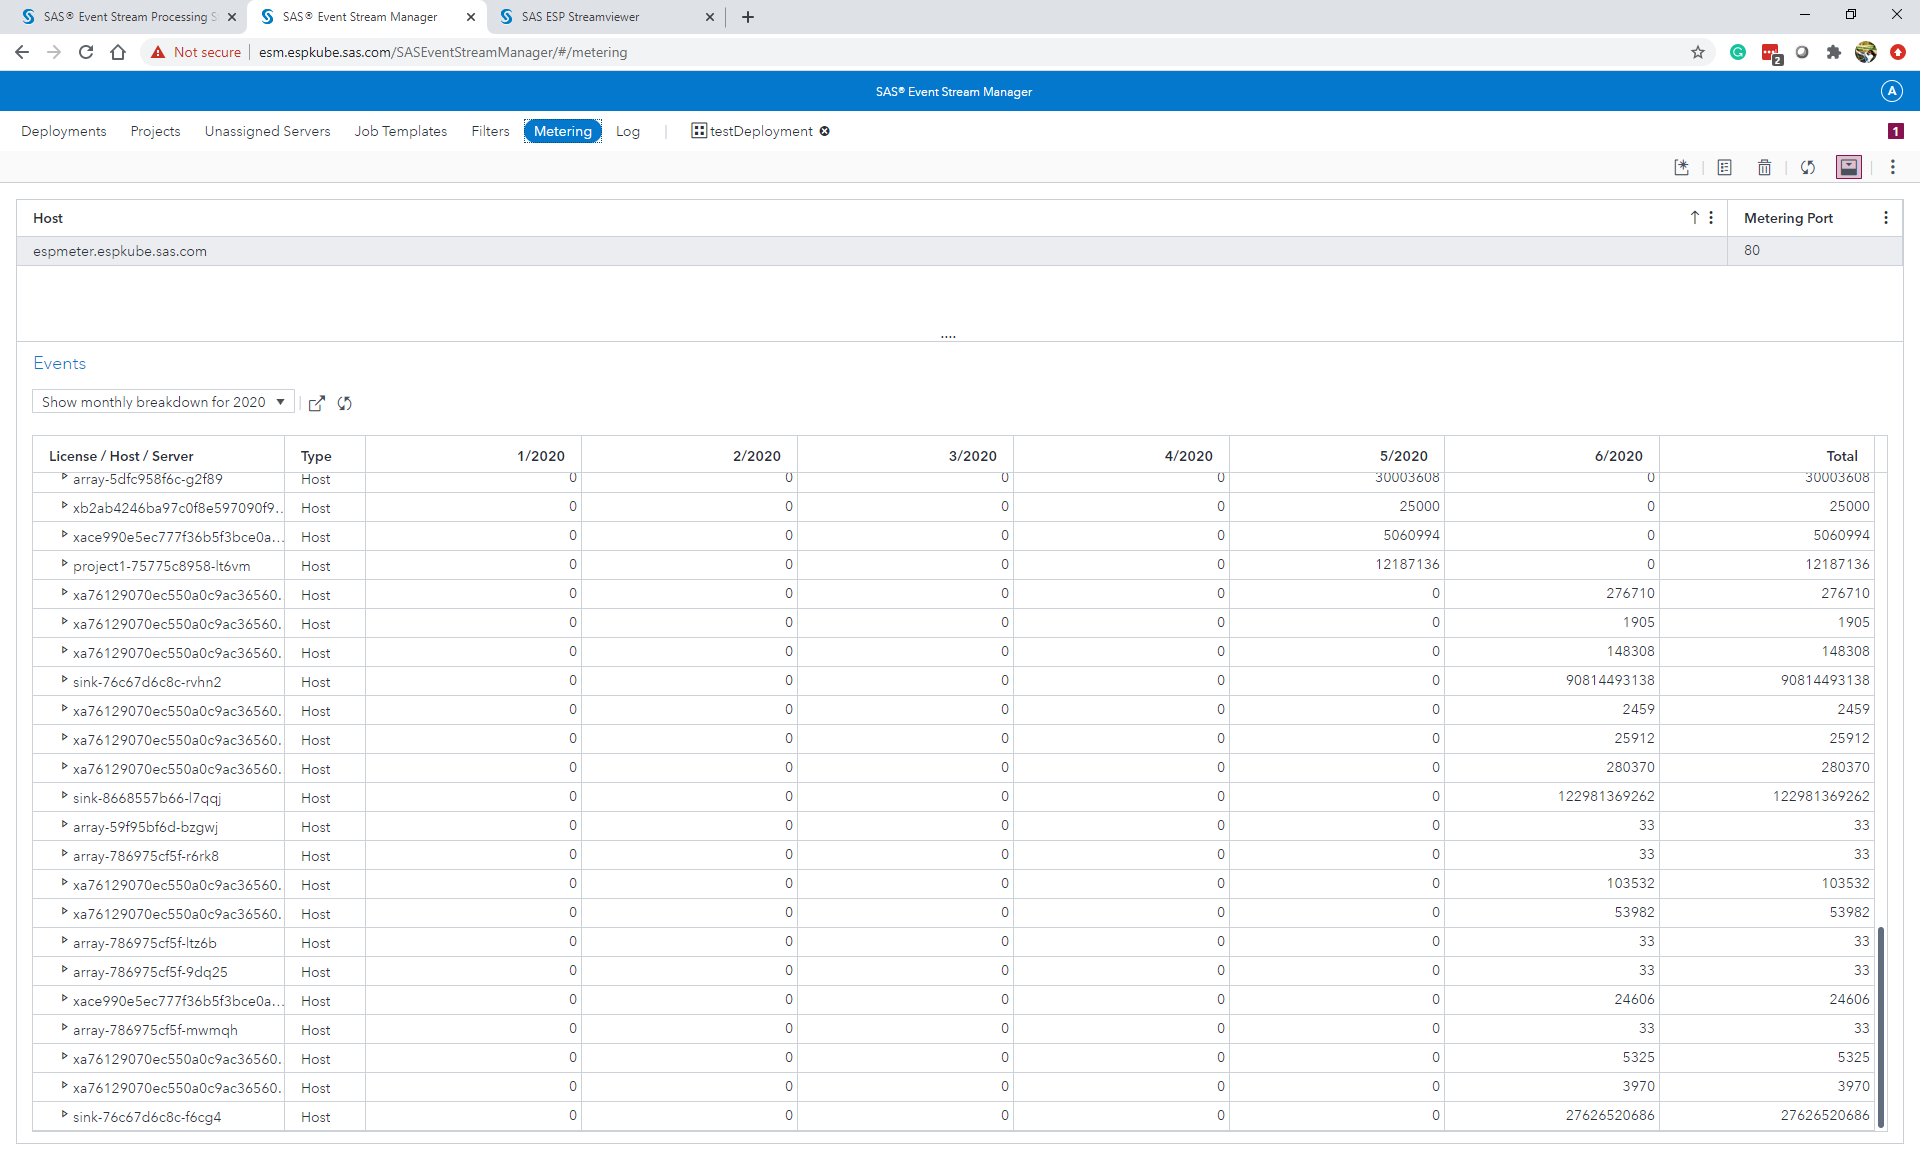 SAS® Event Stream Processing S
SAS® Event Stream Manager
SAS ESP Streamviewer
Not secure esm.espkube.sas.com/SASEventStreamManager/#/metering
2
SAS® Event Stream Manager
A
Deployments Projects Unassigned Servers Job Templates Filters Metering Log testDeployment
1
Host Metering Port
espmeter.espkube.sas.com 80
Events
Show monthly breakdown for 2020
License / Host / Server Type 1/2020 2/2020 3/2020 4/2020 5/2020 6/2020 Total
array-5dfc958f6c-g2f89 Host 0 0 0 0 30003608 0 30003608
xb2ab4246ba97c0f8e597090f9... Host 0 0 0 0 25000 0 25000
xace990e5ec777f36b5f3bce0a... Host 0 0 0 0 5060994 0 5060994
project1-75775c8958-lt6vm Host 0 0 0 0 12187136 0 12187136
xa76129070ec550a0c9ac36560. Host 0 0 0 0 0 276710 276710
xa76129070ec550a0c9ac36560. Host 0 0 0 0 0 1905 1905
xa76129070ec550a0c9ac36560. Host 0 0 0 0 0 148308 148308
sink-76c67d6c8c-rvhn2 Host 0 0 0 0 0 90814493138 90814493138
xa76129070ec550a0c9ac36560. Host 0 0 0 0 0 2459 2459
xa76129070ec550a0c9ac36560. Host 0 0 0 0 0 25912 25912
xa76129070ec550a0c9ac36560. Host 0 0 0 0 0 280370 280370
sink-8668557b66-l7qqj Host 0 0 0 0 0 122981369262 122981369262
array-59f95bf6d-bzgwj Host 0 0 0 0 0 33 33
array-786975cf5f-r6rk8 Host 0 0 0 0 0 33 33
xa76129070ec550a0c9ac36560. Host 0 0 0 0 0 103532 103532
xa76129070ec550a0c9ac36560. Host 0 0 0 0 0 53982 53982
array-786975cf5f-ltz6b Host 0 0 0 0 0 33 33
array-786975cf5f-9dq25 Host 0 0 0 0 0 33 33
xace990e5ec777f36b5f3bce0a... Host 0 0 0 0 0 24606 24606
array-786975cf5f-mwmqh Host 0 0 0 0 0 33 33
xa76129070ec550a0c9ac36560. Host 0 0 0 0 0 5325 5325
xa76129070ec550a0c9ac36560. Host 0 0 0 0 0 3970 3970
sink-76c67d6c8c-f6cg4 Host 0 0 0 0 0 27626520686 27626520686